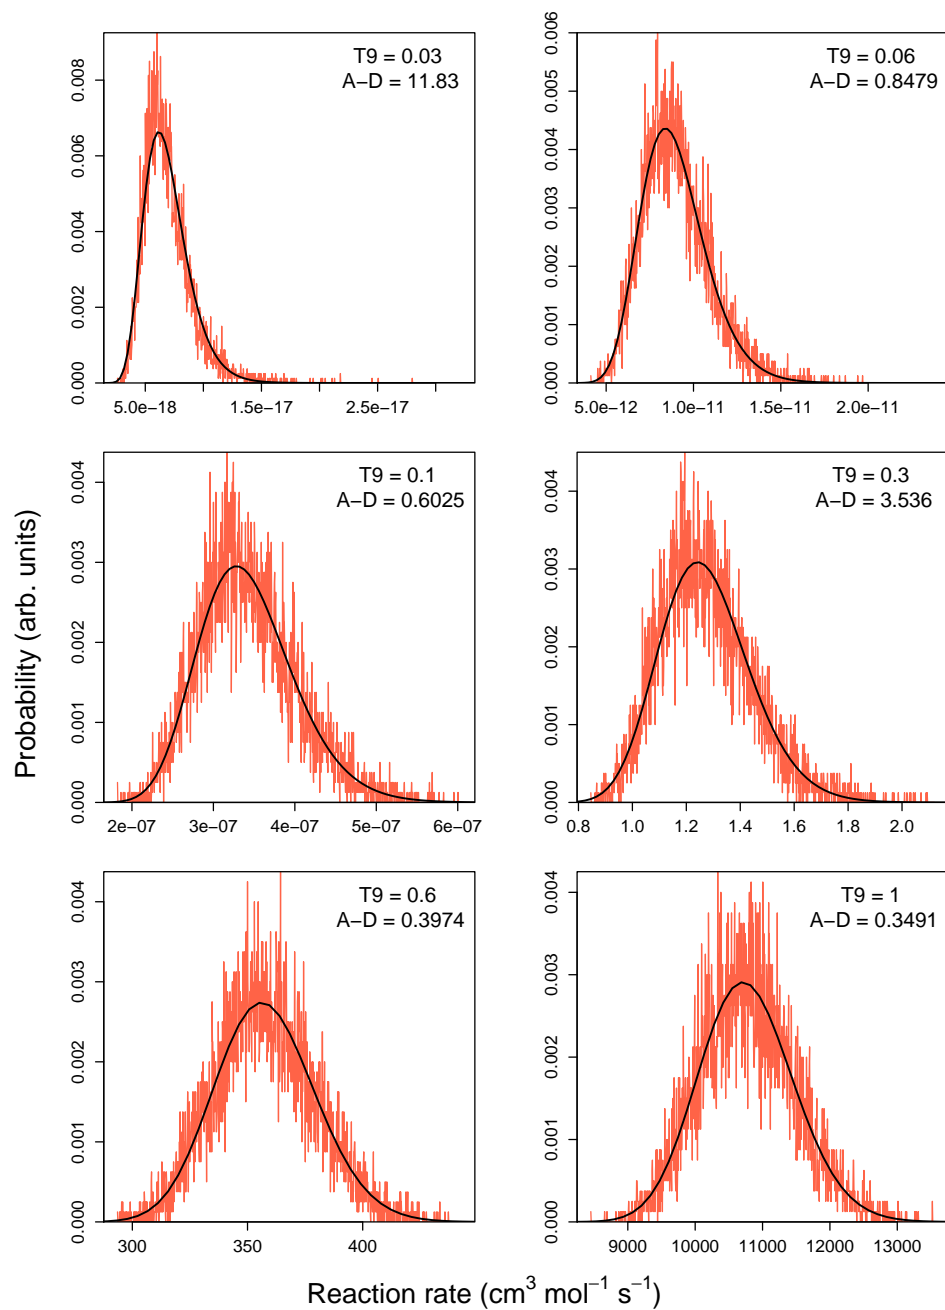 T9 = 0.03
A−D = 11.83
0.000
0.002
0.004
0.006
0.008
5.0e−18
1.5e−17
2.5e−17
T9 = 0.06
A−D = 0.8479
0.000
0.001
0.002
0.003
0.004
0.005
0.006
5.0e−12
1.0e−11
1.5e−11
2.0e−11
T9 = 0.1
A−D = 0.6025
0.000
0.001
0.002
0.003
0.004
2e−07
3e−07
4e−07
5e−07
6e−07
T9 = 0.3
A−D = 3.536
0.000
0.001
0.002
0.003
0.004
0.8
1.0
1.2
1.4
1.6
1.8
2.0
T9 = 0.6
A−D = 0.3974
0.000
0.001
0.002
0.003
0.004
300
350
400
T9 = 1
A−D = 0.3491
0.000
0.001
0.002
0.003
0.004
9000
10000
11000
12000
13000
Probability (arb. units)
Reaction rate (cm³ mol⁻¹ s⁻¹)